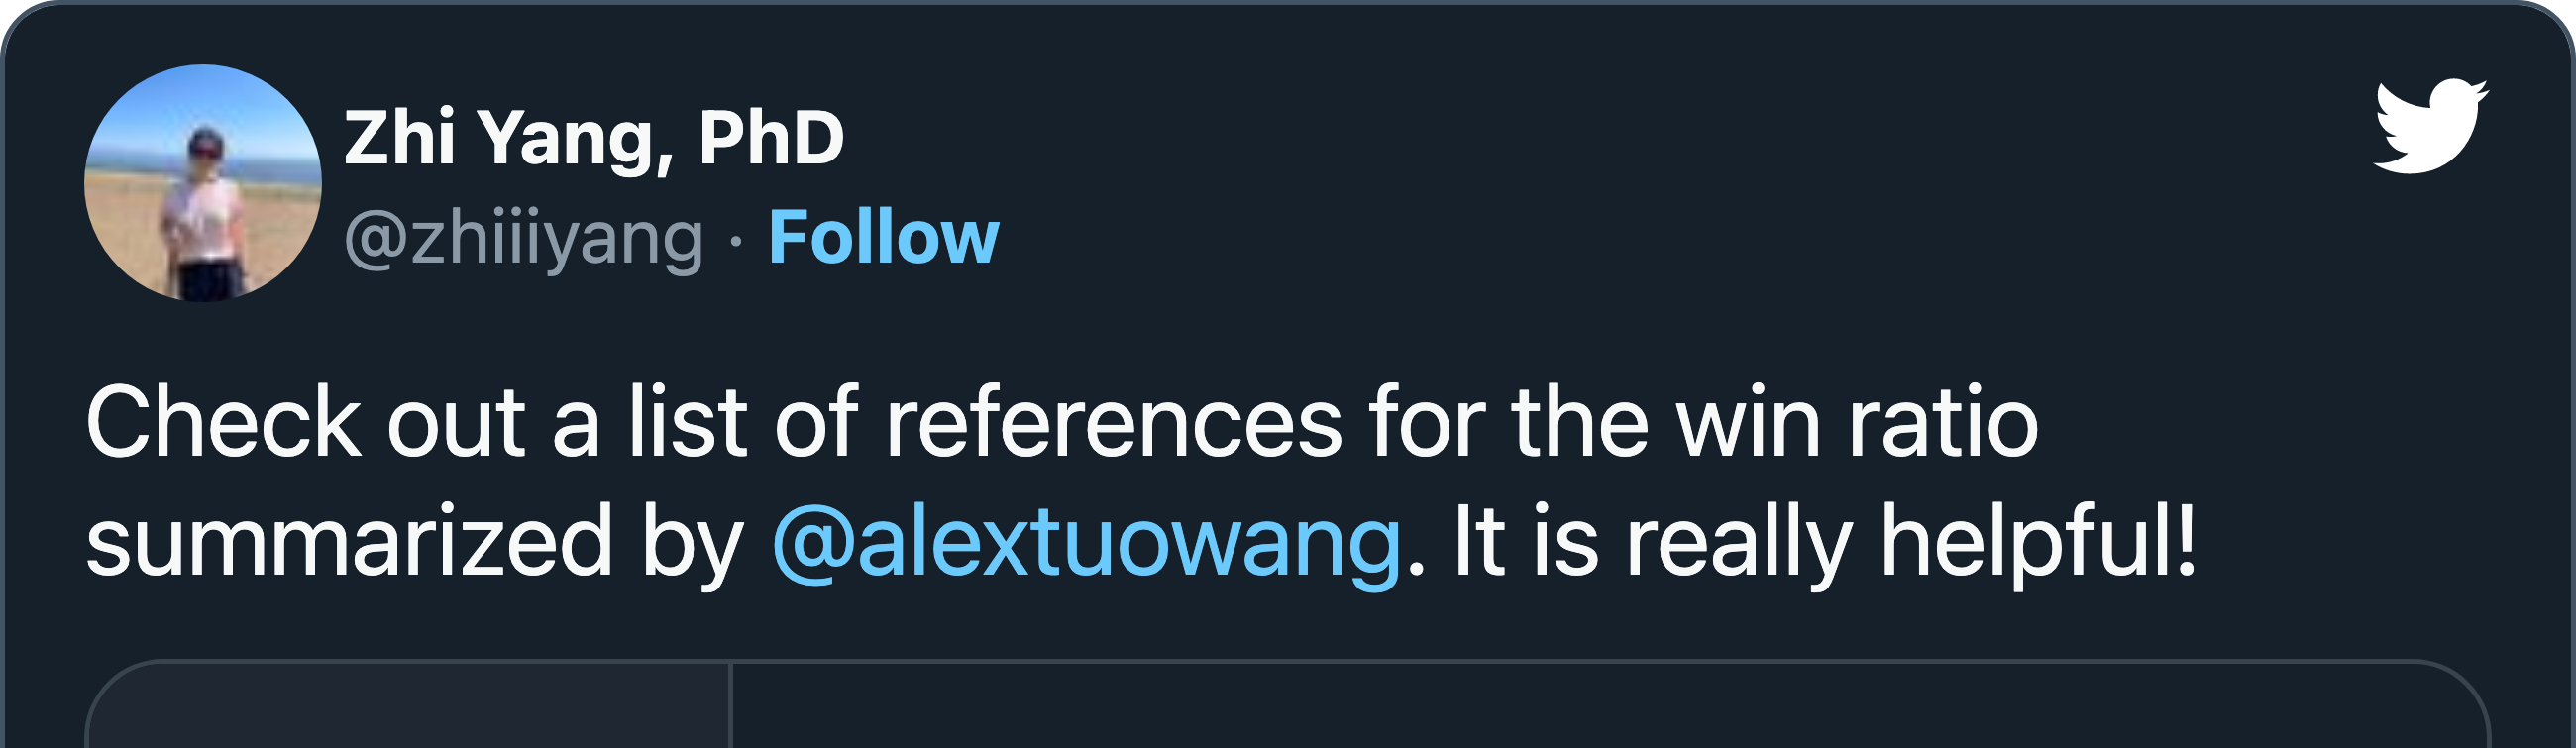 Zhi Yang, PhD
@zhiiiyang · Follow
Check out a list of references for the win ratio
summarized by @alextuowang. It is really helpful!